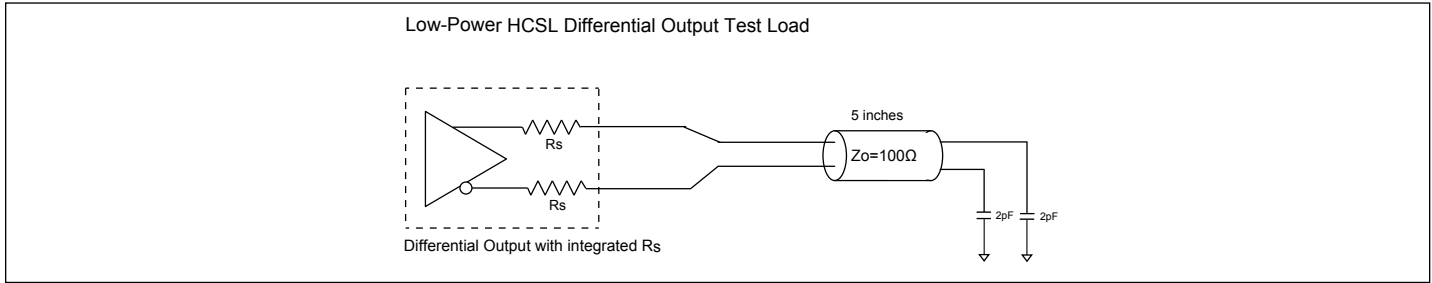 Low-Power HCSL Differential Output Test Load
5 inches
Rs
Zo=100Ω
Rs
2pF
2pF
Differential Output with integrated Rs